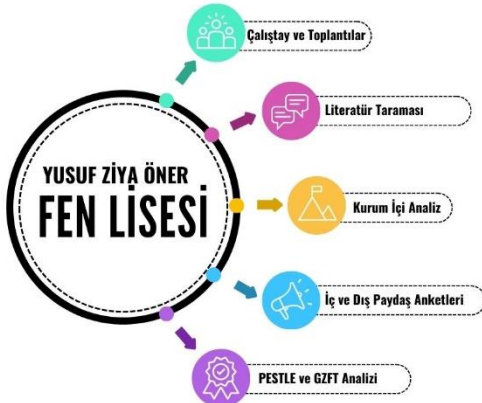 YUSUF ZİYA ÖNER
FEN LİSESİ
Çalıştay ve Toplantılar
Literatür Taraması
Kurum İçi Analiz
İç ve Dış Paydaş Anketleri
PESTLE ve GZFT Analizi